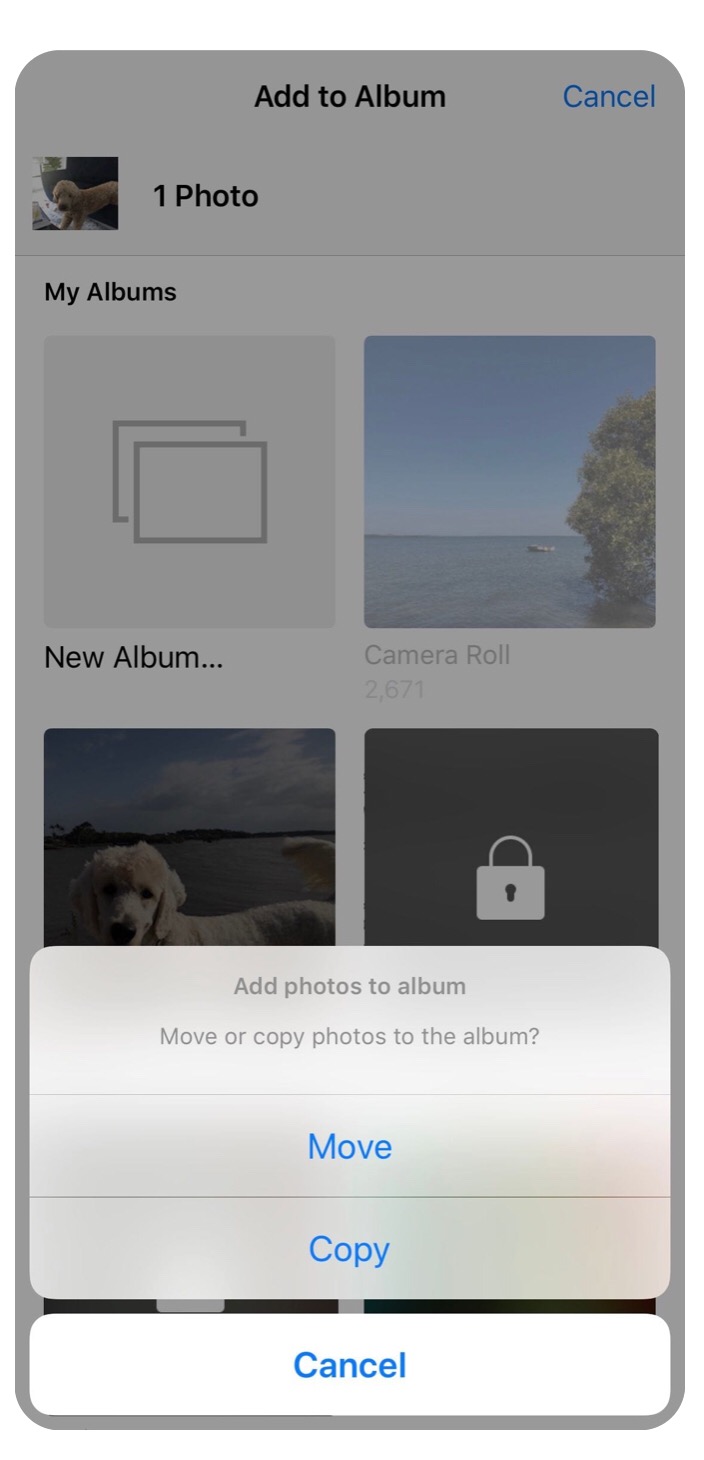 Add to Album
Cancel
1 Photo
My Albums
New Album...
Camera Roll
2,671
Add photos to album
Move or copy photos to the album?
Move
Copy
Cancel